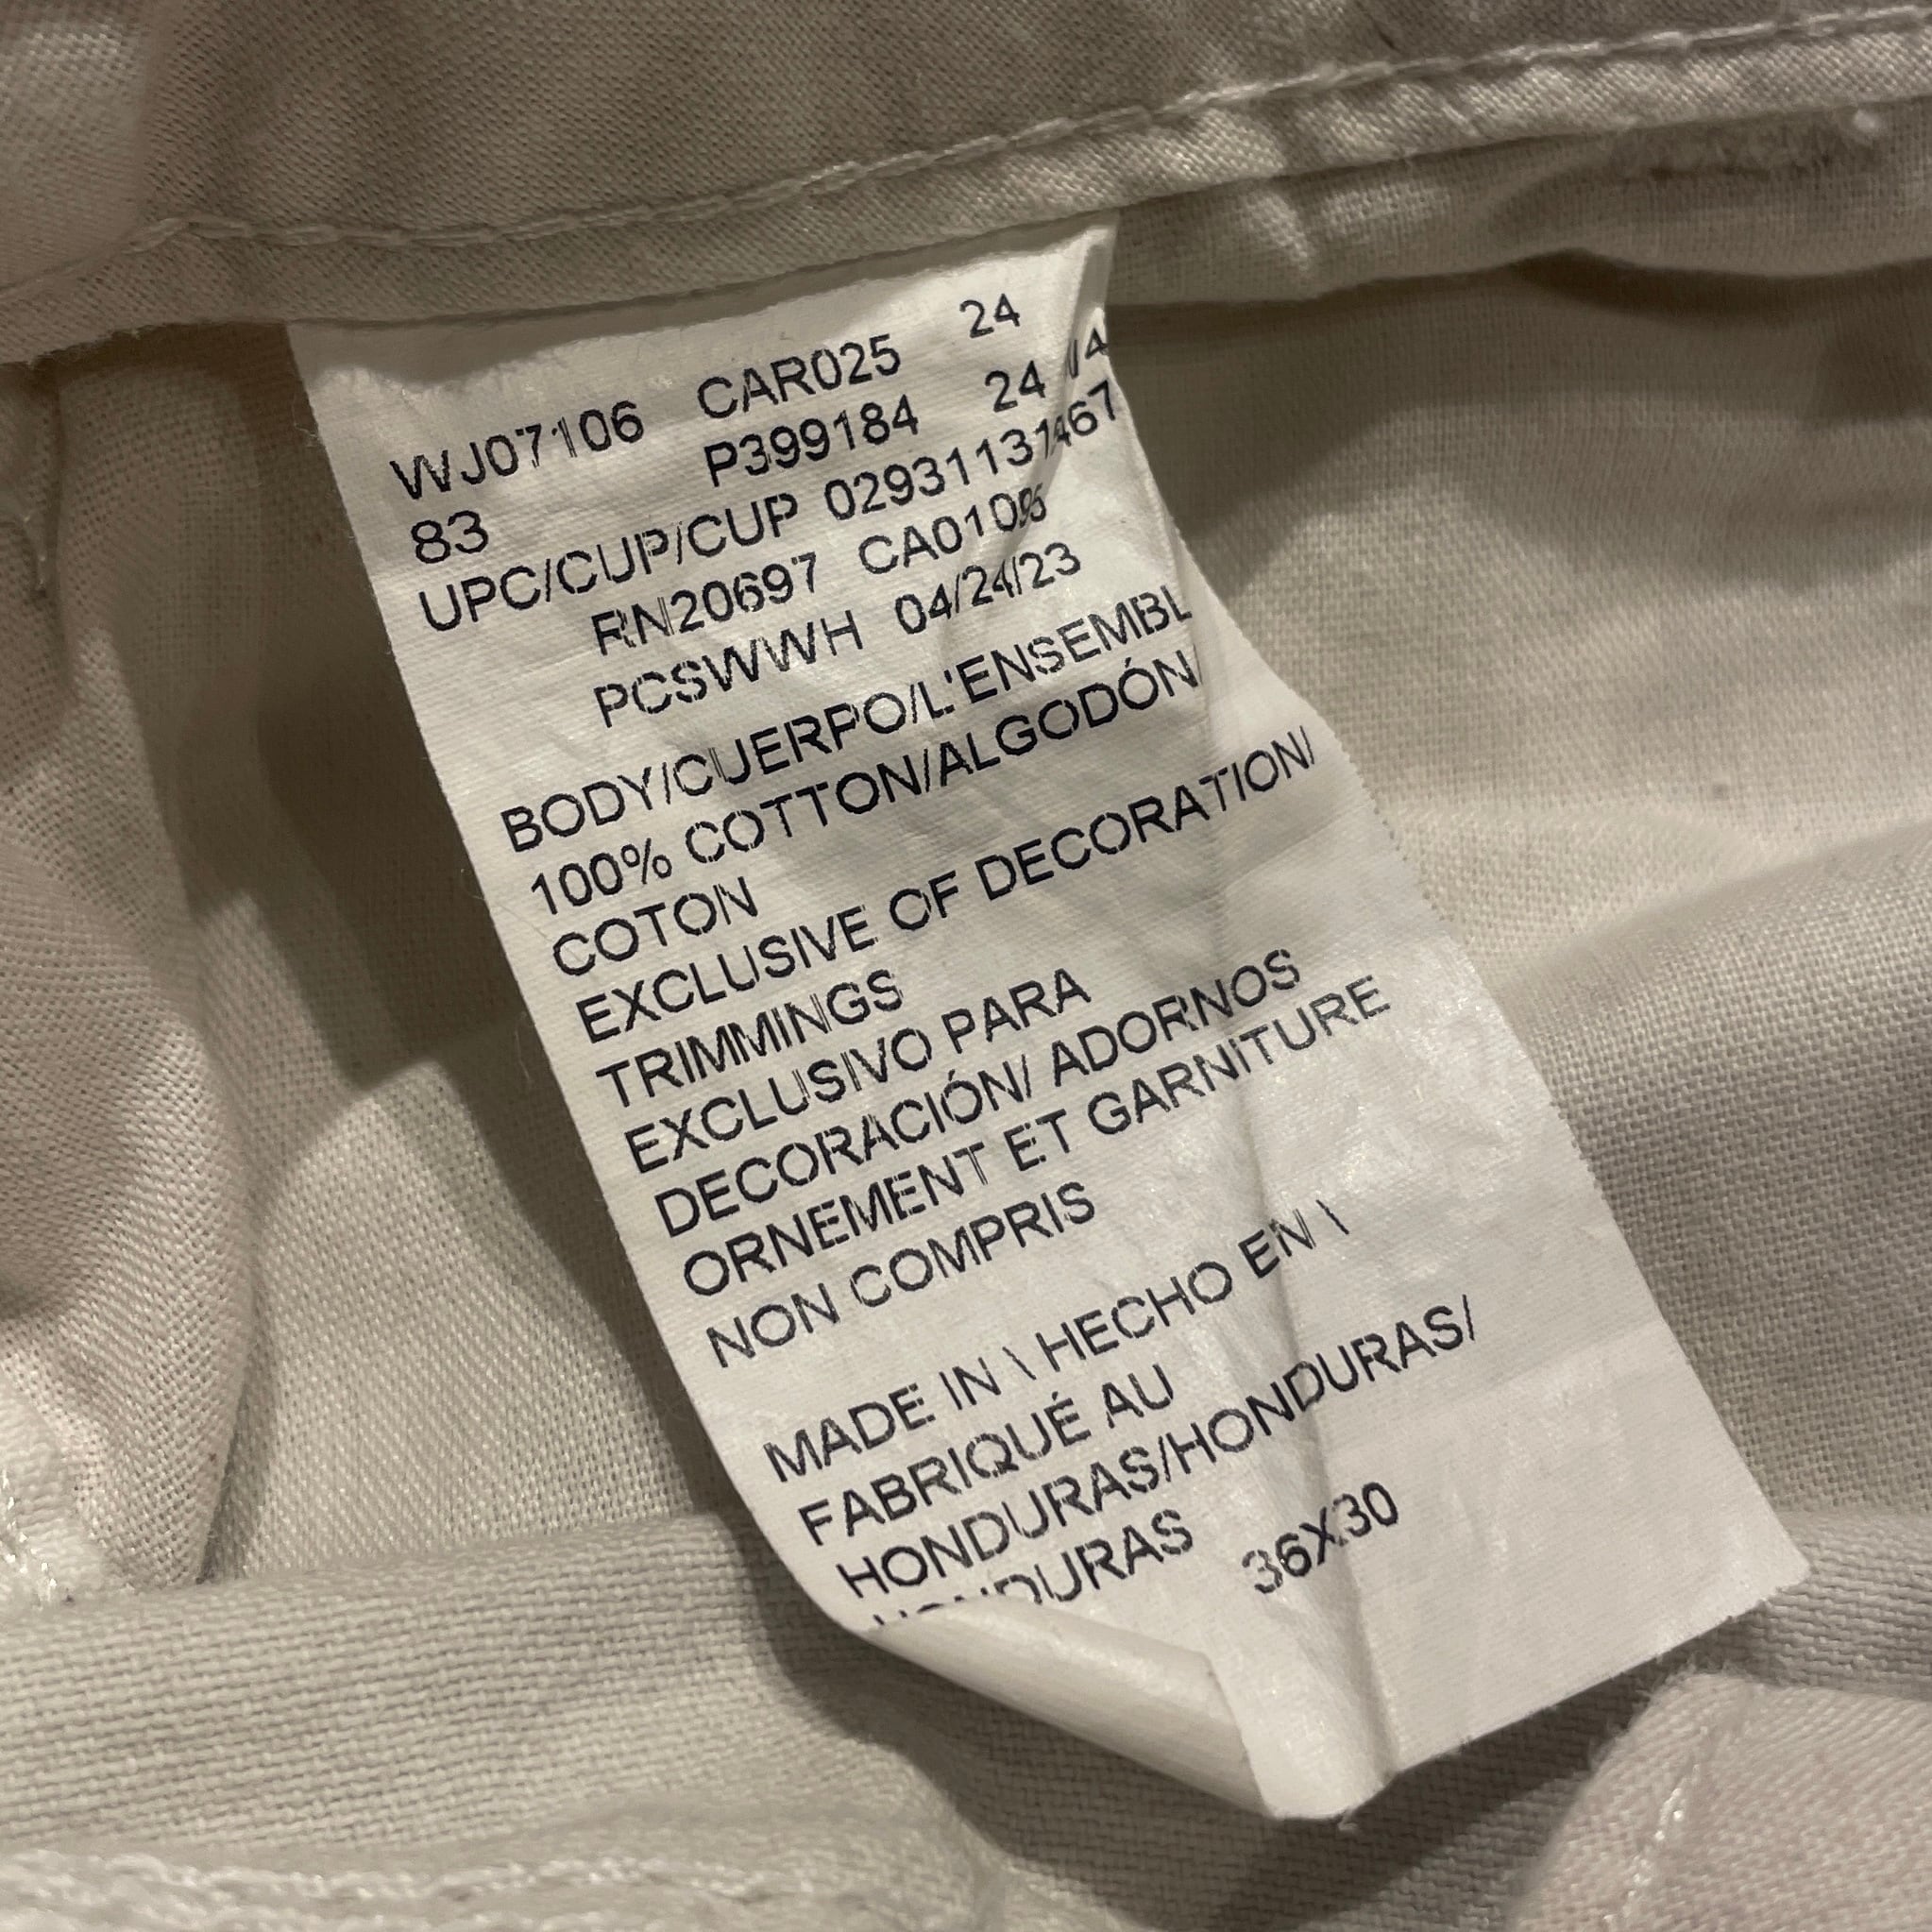 WJ07106 CAR025 24
83 P399184 24
UPC/CUP/CUP
RN20697
PCSWWH 04/24/23
BODY/CUERPO/L'ENSEMBL
100% COTTON/ALGODÓN
COTON
EXCLUSIVE OF DECORATION/
TRIMMINGS
EXCLUSIVO PARA
DECORACIÓN/ ADORNOS
ORNEMENT ET GARNITURE
NON COMPRIS
MADE IN \ HECHO EN \
FABRIQUÉ AU
HONDURAS/HONDURAS/
HONDURAS 36X30